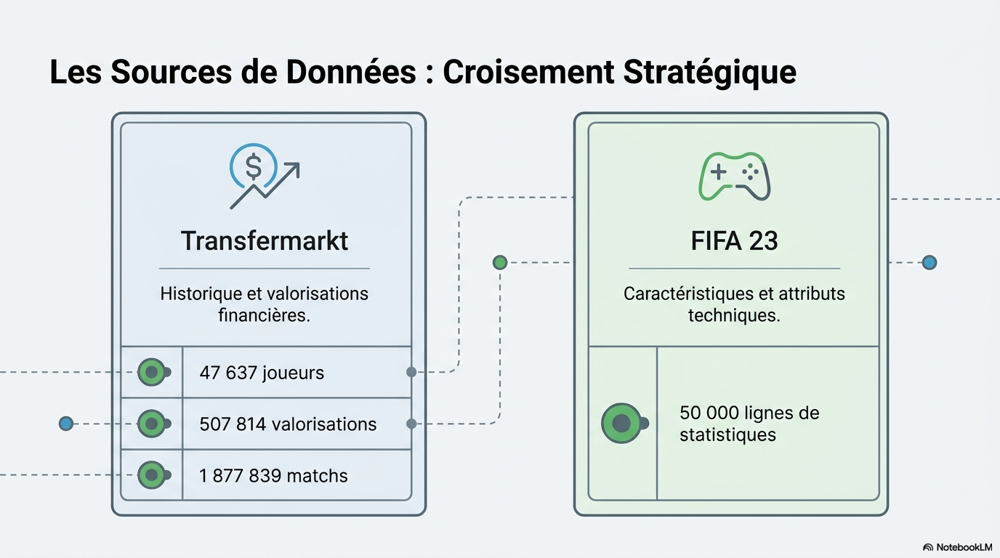 Les Sources de Données : Croisement Stratégique
$
Transfermarkt
Historique et valorisations
financières.
47 637 joueurs
507 814 valorisations
1 877 839 matchs
FIFA 23
Caractéristiques et attributs
techniques.
50 000 lignes de
statistiques
NotebookLM